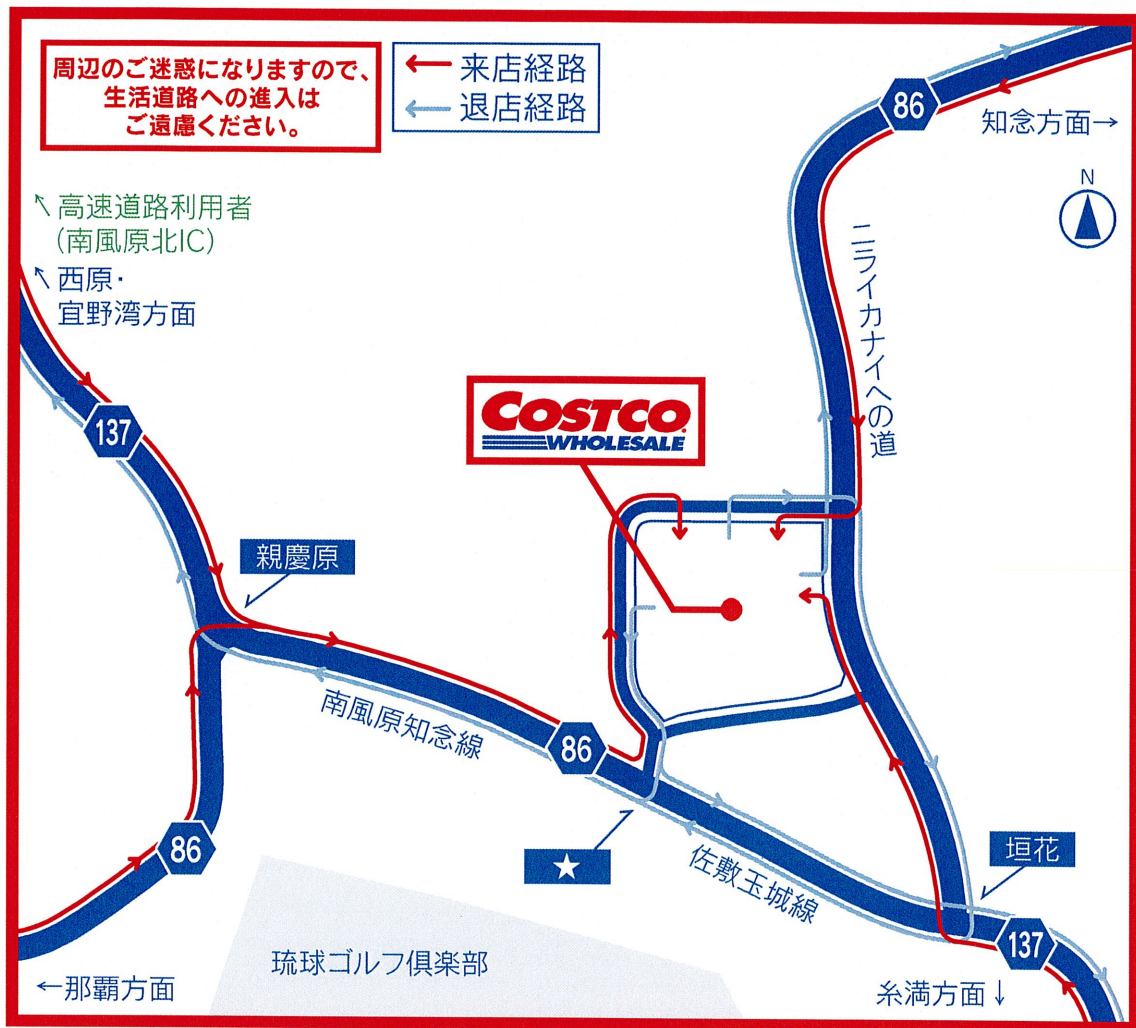 周辺のご迷惑になりますので、
生活道路への進入は
ご遠慮ください。
← 来店経路
← 退店経路
86
知念方面→
N
↖高速道路利用者
(南風原北IC)
↖西原・
宜野湾方面
ニライカナイへの道
COSTCO
WHOLESALE
137
親慶原
南風原知念線
86
86
★
佐敷玉城線
垣花
137
琉球ゴルフ倶楽部
←那覇方面
糸満方面↓